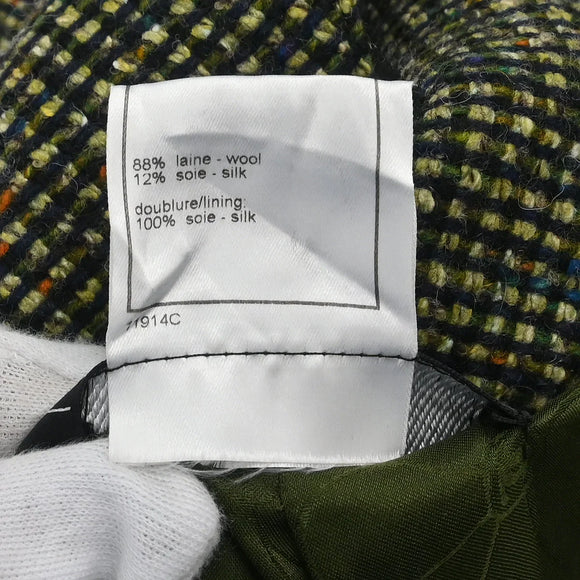 88% laine - wool
12% soie - silk
doublure/lining:
100% soie - silk
71914C